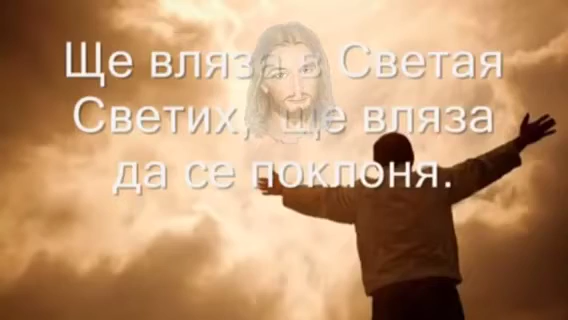 Ще вляза в Светая
Светих, ще вляза
да се поклоня.